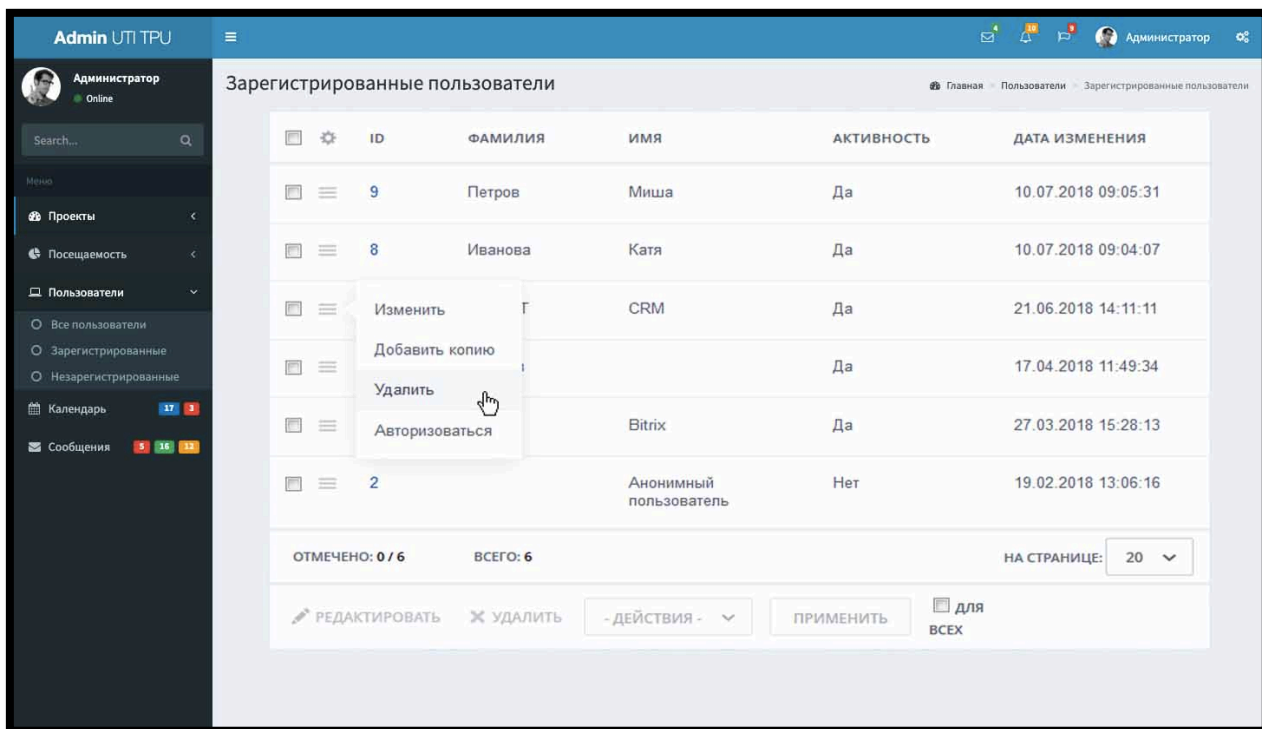 Admin UTI TPU
4
10
9
Администратор
Администратор
Online
Зарегистрированные пользователи
Главная > Пользователи > Зарегистрированные пользователи
Search...
Меню
Проекты
Посещаемость
Пользователи
Все пользователи
Зарегистрированные
Незарегистрированные
Календарь 17 3
Сообщения 5 16 12
ID ФАМИЛИЯ ИМЯ АКТИВНОСТЬ ДАТА ИЗМЕНЕНИЯ
9 Петров Миша Да 10.07.2018 09:05:31
8 Иванова Катя Да 10.07.2018 09:04:07
CRM Да 21.06.2018 14:11:11
Да 17.04.2018 11:49:34
Bitrix Да 27.03.2018 15:28:13
2 Анонимный
пользователь Нет 19.02.2018 13:06:16
Изменить
Добавить копию
Удалить
Авторизоваться
ОТМЕЧЕНО: 0 / 6 ВСЕГО: 6 НА СТРАНИЦЕ: 20
РЕДАКТИРОВАТЬ УДАЛИТЬ - ДЕЙСТВИЯ - ПРИМЕНИТЬ ДЛЯ
ВСЕХ